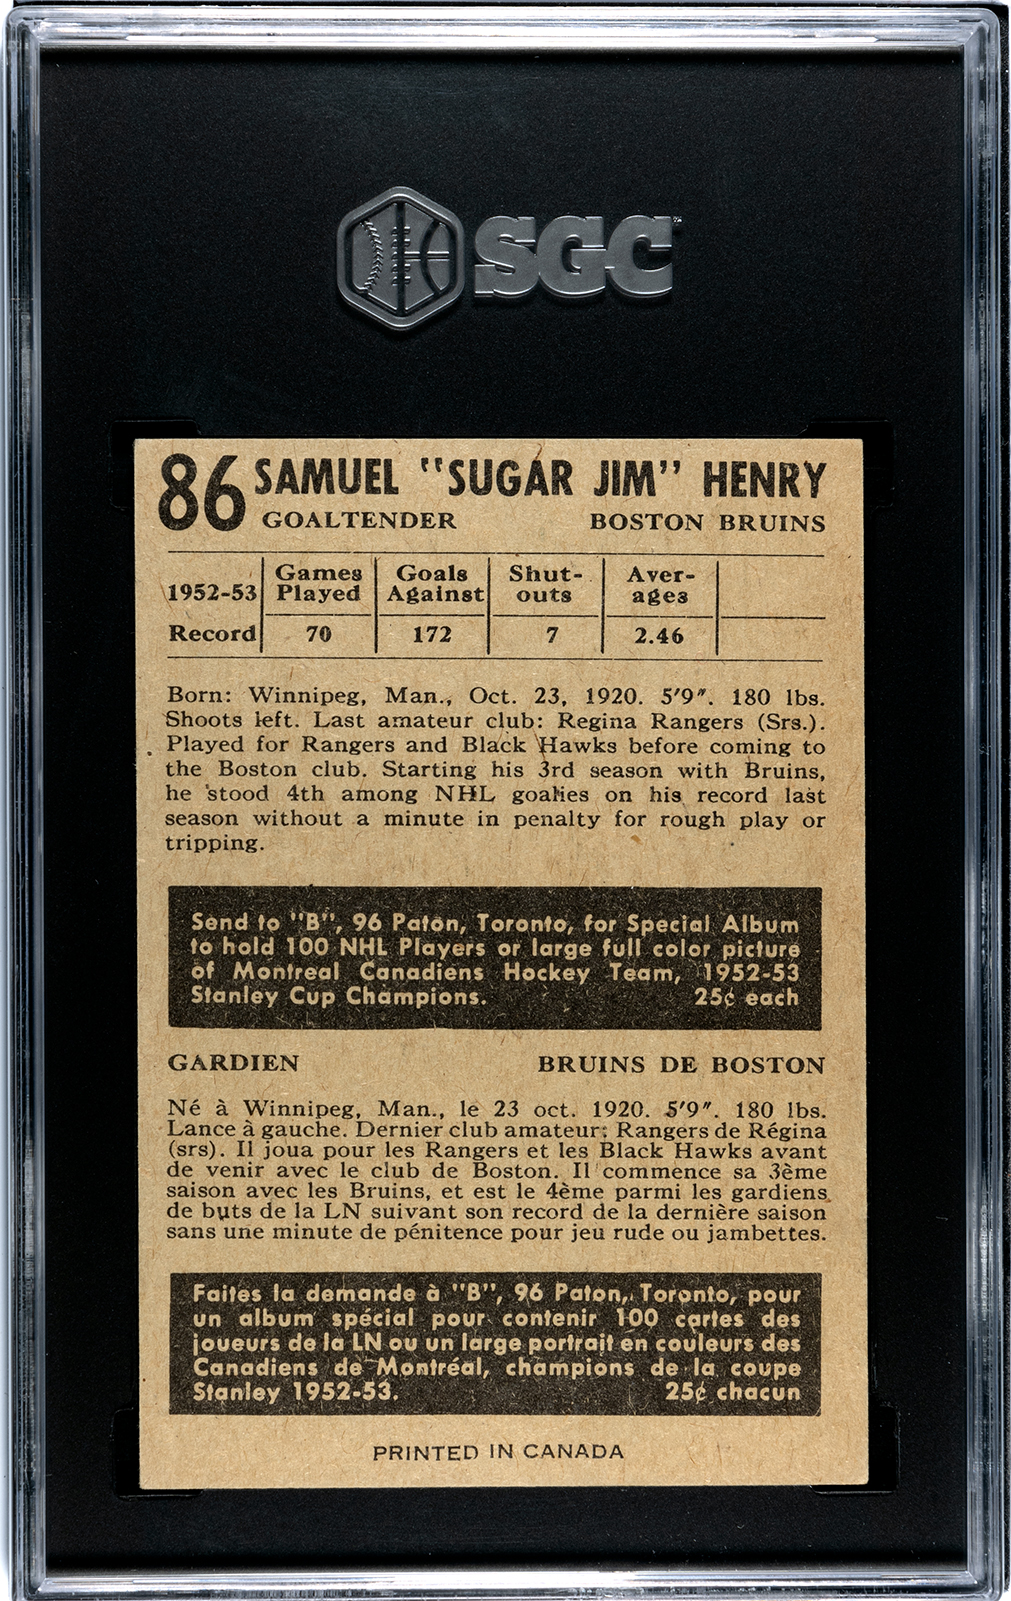 SGC
86 SAMUEL "SUGAR JIM" HENRY
GOALTENDER BOSTON BRUINS
1952-53 Games Played Goals Against Shut-outs Aver-ages
Record 70 172 7 2.46
Born: Winnipeg, Man., Oct. 23, 1920. 5'9". 180 lbs.
Shoots left. Last amateur club: Regina Rangers (Srs.).
Played for Rangers and Black Hawks before coming to
the Boston club. Starting his 3rd season with Bruins,
he stood 4th among NHL goalies on his record last
season without a minute in penalty for rough play or
tripping.
Send to "B", 96 Paton, Toronto, for Special Album
to hold 100 NHL Players or large full color picture
of Montreal Canadiens Hockey Team, 1952-53
Stanley Cup Champions. 25¢ each
GARDIEN BRUINS DE BOSTON
Né à Winnipeg, Man., le 23 oct. 1920. 5'9". 180 lbs.
Lance à gauche. Dernier club amateur: Rangers de Régina
(srs). Il joua pour les Rangers et les Black Hawks avant
de venir avec le club de Boston. Il commence sa 3ème
saison avec les Bruins, et est le 4ème parmi les gardiens
de buts de la LN suivant son record de la dernière saison
sans une minute de pénitence pour jeu rude ou jambettes.
Faites la demande à "B", 96 Paton, Toronto, pour
un album spécial pour contenir 100 cartes des
joueurs de la LN ou un large portrait en couleurs des
Canadiens de Montréal, champions de la coupe
Stanley 1952-53. 25¢ chacun
PRINTED IN CANADA